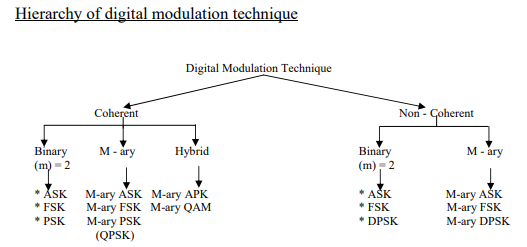 Hierarchy of digital modulation technique
Digital Modulation Technique
Coherent Non - Coherent
Binary M - ary Hybrid Binary M - ary
(m) = 2 (m) = 2
* ASK M-ary ASK M-ary APK * ASK M-ary ASK
* FSK M-ary FSK M-ary QAM * FSK M-ary FSK
* PSK M-ary PSK * DPSK M-ary DPSK
(QPSK)